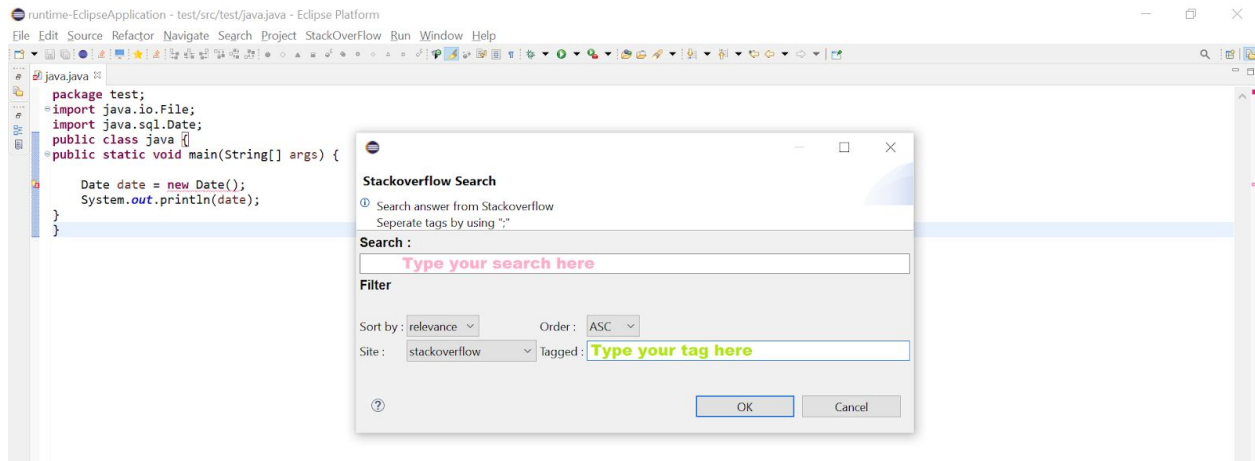 runtime-EclipseApplication - test/src/test/java.java - Eclipse Platform
File Edit Source Refactor Navigate Search Project StackOverFlow Run Window Help
java.java
package test;
import java.io.File;
import java.sql.Date;
public class java {
public static void main(String[] args) {
Date date = new Date();
System.out.println(date);
}
}
Stackoverflow Search
Search answer from Stackoverflow
Seperate tags by using ";"
Search :
Type your search here
Filter
Sort by : relevance Order : ASC
Site : stackoverflow Tagged : Type your tag here
OK Cancel